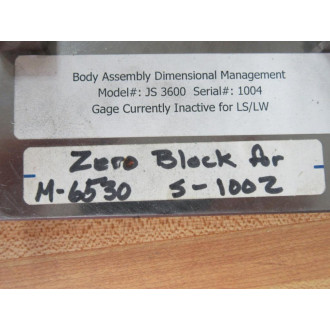 Body Assembly Dimensional Management
Model#: JS 3600 Serial#: 1004
Gage Currently Inactive for LS/LW
Zero Block for
M-6530 S-1002